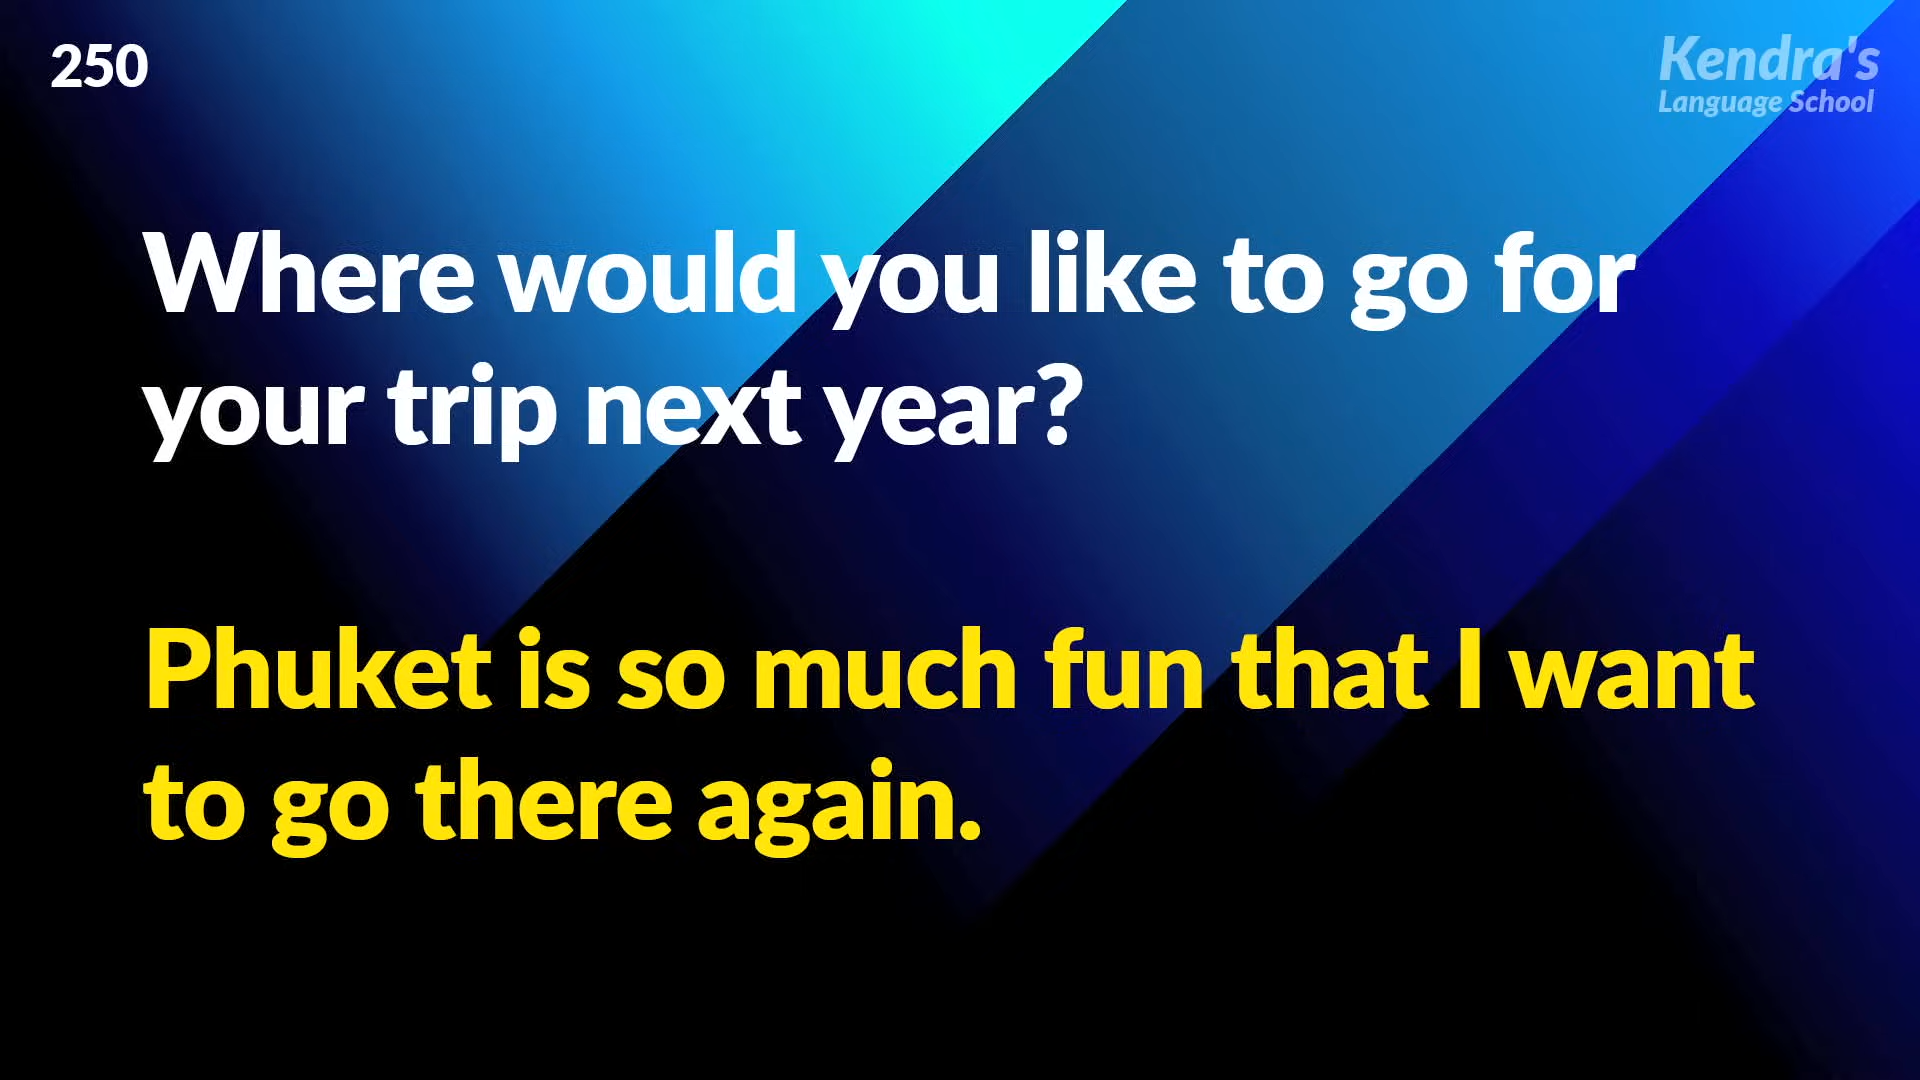 250
Kendra's
Language School
Where would you like to go for
your trip next year?
Phuket is so much fun that I want
to go there again.